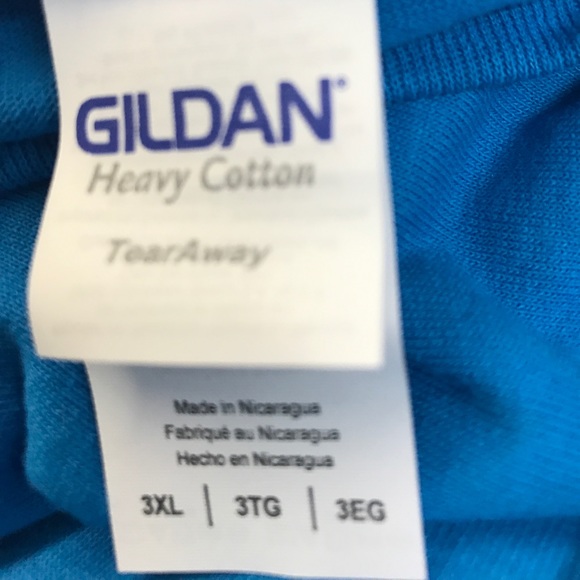 GILDAN®
Heavy Cotton
TearAway
Made in Nicaragua
Fabriqué au Nicaragua
Hecho en Nicaragua
3XL | 3TG | 3EG